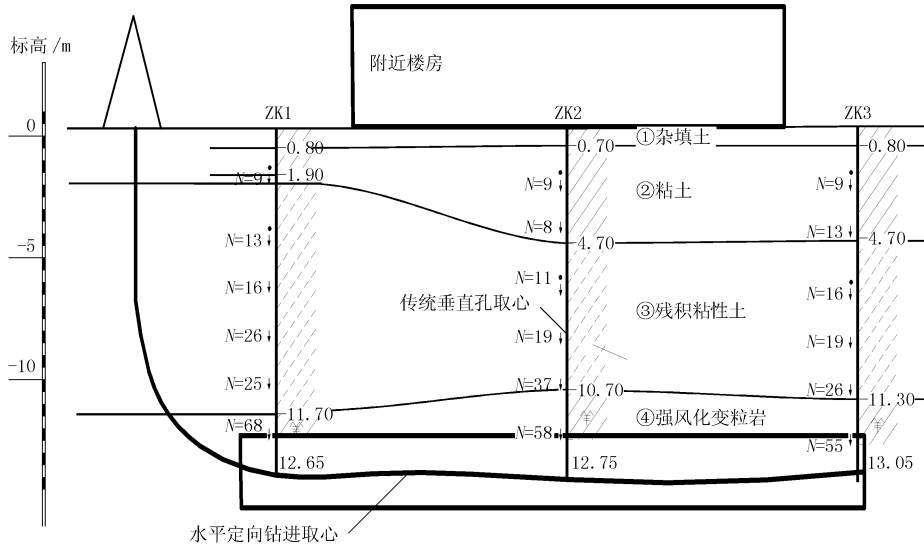 标高/m
附近楼房
ZK1
ZK2
ZK3
0
①杂填土
-0.80
-0.70
-0.80
N=9
-1.90
N=9
②粘土
N=9
N=13
N=8
-4.70
N=13
-4.70
-5
N=16
N=11
传统垂直孔取心
③残积粘性土
N=16
N=26
N=19
N=19
-10
N=25
N=37
-10.70
N=26
-11.30
-11.70
N=68
④强风化变粒岩
N=58
N=55
12.65
12.75
13.05
水平定向钻进取心